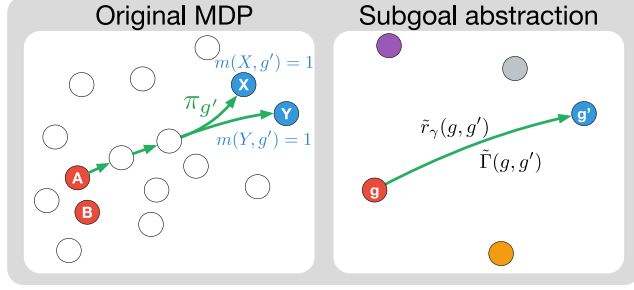 Original MDP
m(X, g′) = 1
X
π_g′
Y
m(Y, g′) = 1
A
B
Subgoal abstraction
g'
r̃_γ(g, g′)
Γ̃(g, g′)
g